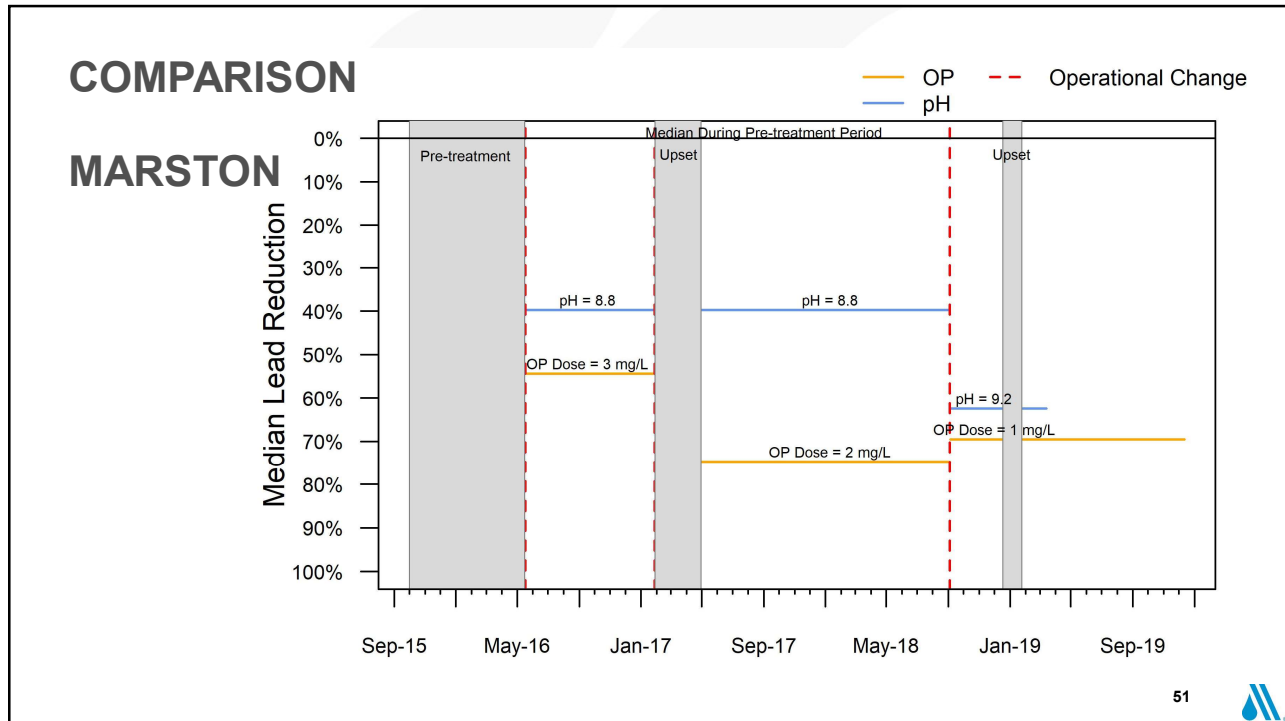 COMPARISON
MARSTON
OP
pH
Operational Change
Median Lead Reduction
0%
10%
20%
30%
40%
50%
60%
70%
80%
90%
100%
Median During Pre-treatment Period
Pre-treatment
Upset
Upset
pH = 8.8
pH = 8.8
OP Dose = 3 mg/L
pH = 9.2
OP Dose = 1 mg/L
OP Dose = 2 mg/L
Sep-15
May-16
Jan-17
Sep-17
May-18
Jan-19
Sep-19
51